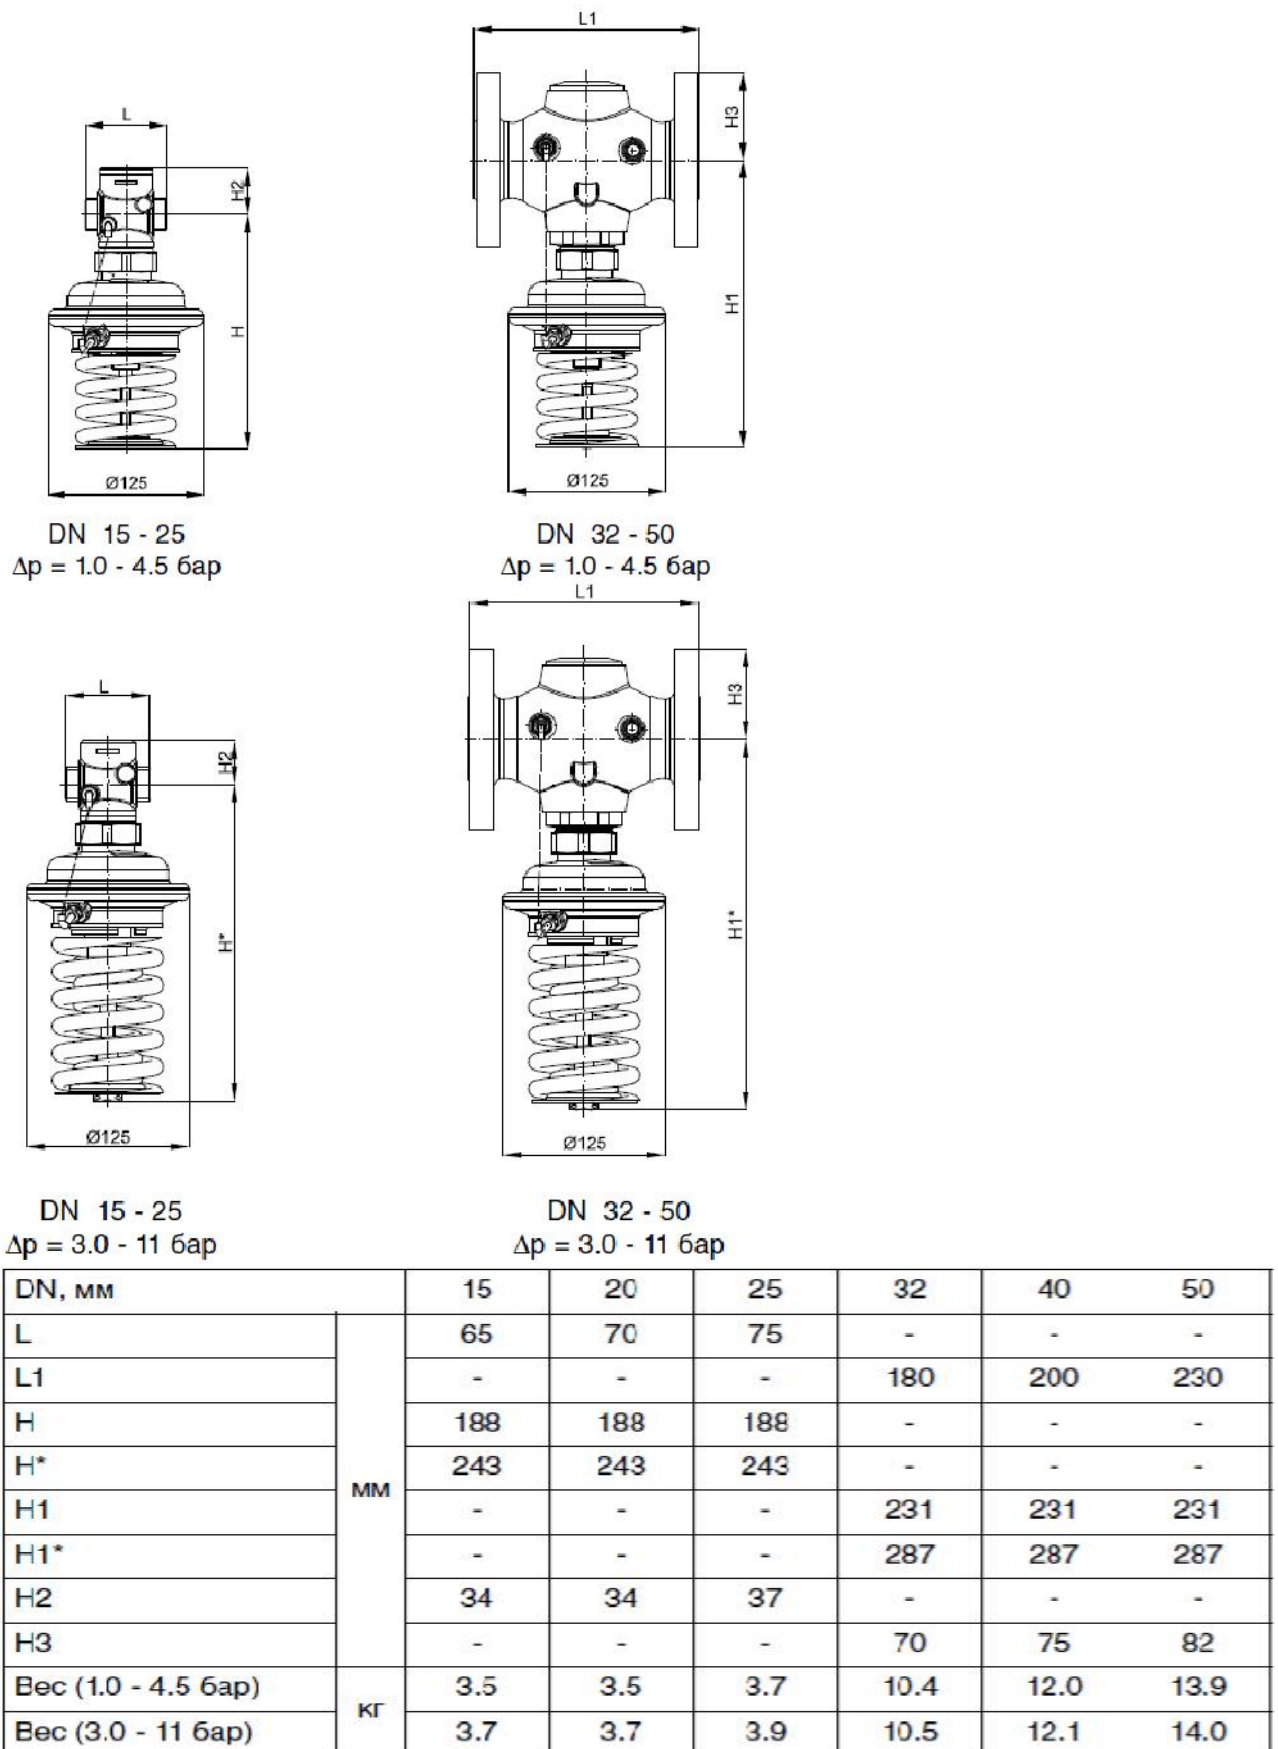 L1
H3
L
H2
H
H1
Ø125
Ø125
DN 15 - 25
DN 32 - 50
Δp = 1.0 - 4.5 бар
Δp = 1.0 - 4.5 бар
L1
H3
L
H2
H*
H1*
Ø125
Ø125
DN 15 - 25
DN 32 - 50
Δp = 3.0 - 11 бар
Δp = 3.0 - 11 бар
DN, мм 15 20 25 32 40 50
L 65 70 75 - - -
L1 - - - 180 200 230
H 188 188 188 - - -
H* 243 243 243 - - -
мм
H1 - - - 231 231 231
H1* - - - 287 287 287
H2 34 34 37 - - -
H3 - - - 70 75 82
Вес (1.0 - 4.5 бар) 3.5 3.5 3.7 10.4 12.0 13.9
кг
Вес (3.0 - 11 бар) 3.7 3.7 3.9 10.5 12.1 14.0